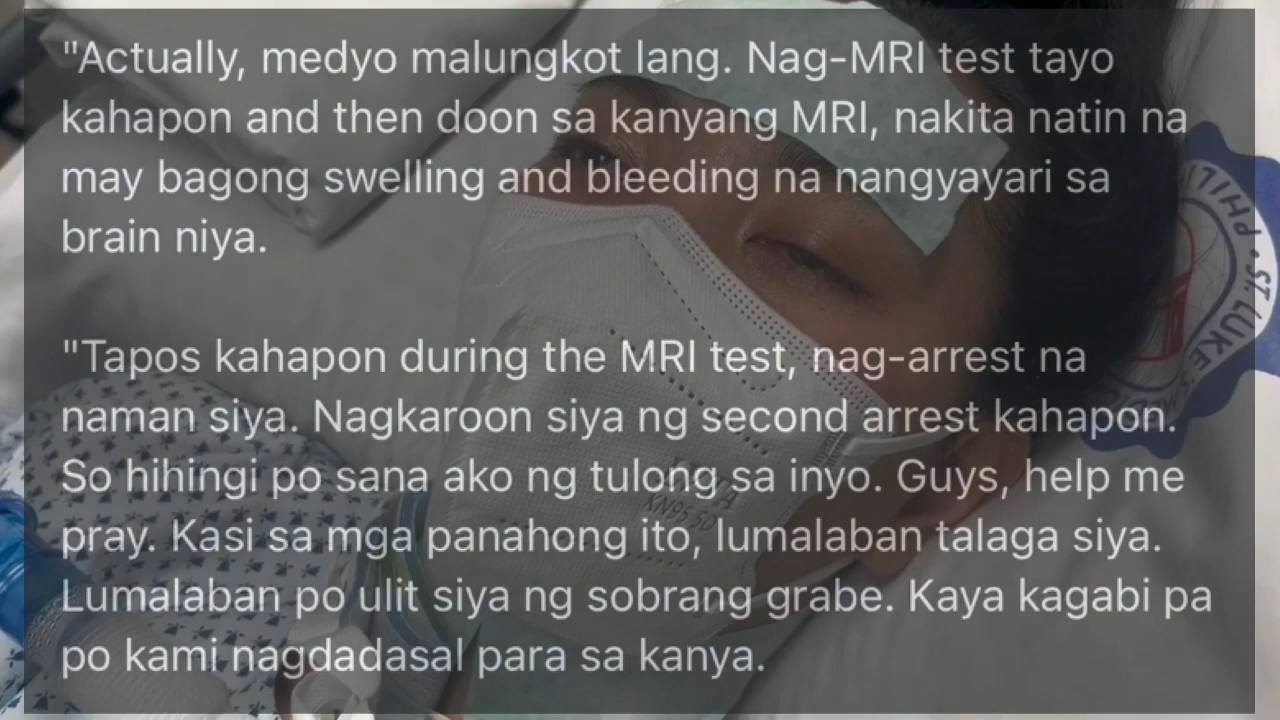 "Actually, medyo malungkot lang. Nag-MRI test tayo
kahapon and then doon sa kanyang MRI, nakita natin na
may bagong swelling and bleeding na nangyayari sa
brain niya.
"Tapos kahapon during the MRI test, nag-arrest na
naman siya. Nagkaroon siya ng second arrest kahapon.
So hihingi po sana ako ng tulong sa inyo. Guys, help me
pray. Kasi sa mga panahong ito, lumalaban talaga siya.
Lumalaban po ulit siya ng sobrang grabe. Kaya kagabi pa
po kami nagdadasal para sa kanya.
ST. LUKE'S
KN95